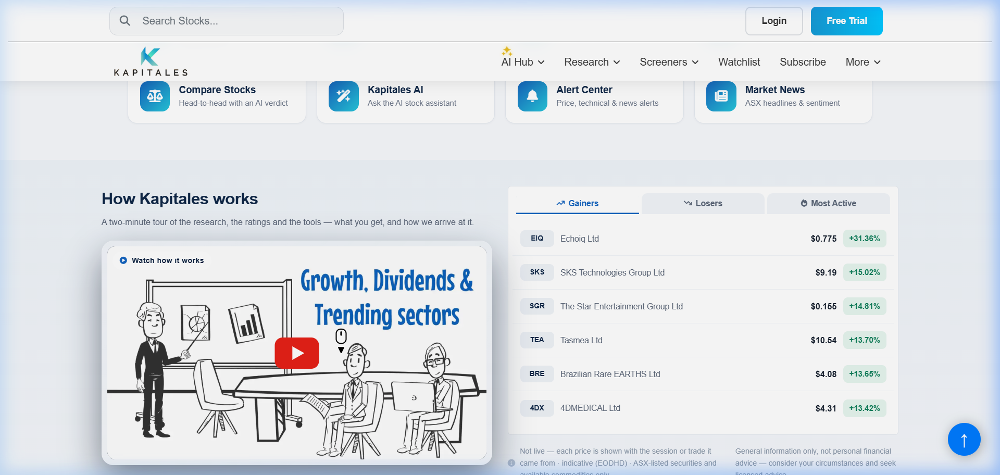 Search Stocks...
Login
Free Trial
KAPITALES
AI Hub
Research
Screeners
Watchlist
Subscribe
More
Compare Stocks
Head-to-head with an AI verdict
Kapitales AI
Ask the AI stock assistant
Alert Center
Price, technical & news alerts
Market News
ASX headlines & sentiment
How Kapitales works
A two-minute tour of the research, the ratings and the tools — what you get, and how we arrive at it.
Watch how it works
Growth, Dividends &
Trending sectors
Gainers
Losers
Most Active
EIQ Echoiq Ltd $0.775 +31.36%
SKS SKS Technologies Group Ltd $9.19 +15.02%
SGR The Star Entertainment Group Ltd $0.155 +14.81%
TEA Tasmea Ltd $10.54 +13.70%
BRE Brazilian Rare EARTHS Ltd $4.08 +13.65%
4DX 4DMEDICAL Ltd $4.31 +13.42%
Not live — each price is shown with the session or trade it
came from · indicative (EODHD) · ASX-listed securities and
available commodities only
General information only, not personal financial
advice — consider your circumstances and seek
licensed advice